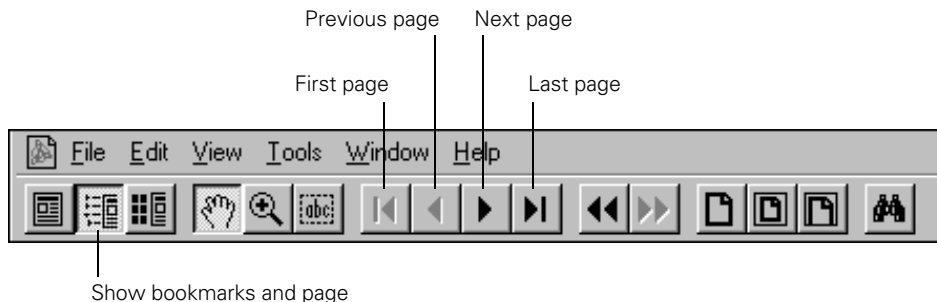 Previous page Next page
First page Last page
File Edit View Tools Window Help
abc
Show bookmarks and page